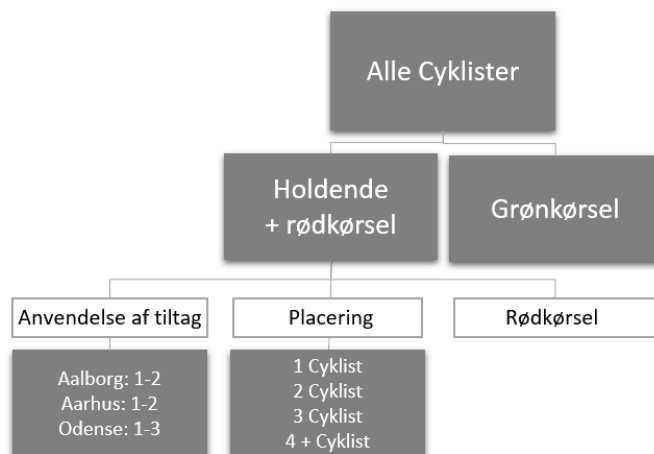 Alle Cyklister
Holdende
+ rødkørsel
Grønkørsel
Anvendelse af tiltag
Placering
Rødkørsel
Aalborg: 1-2
Aarhus: 1-2
Odense: 1-3
1 Cyklist
2 Cyklist
3 Cyklist
4 + Cyklist